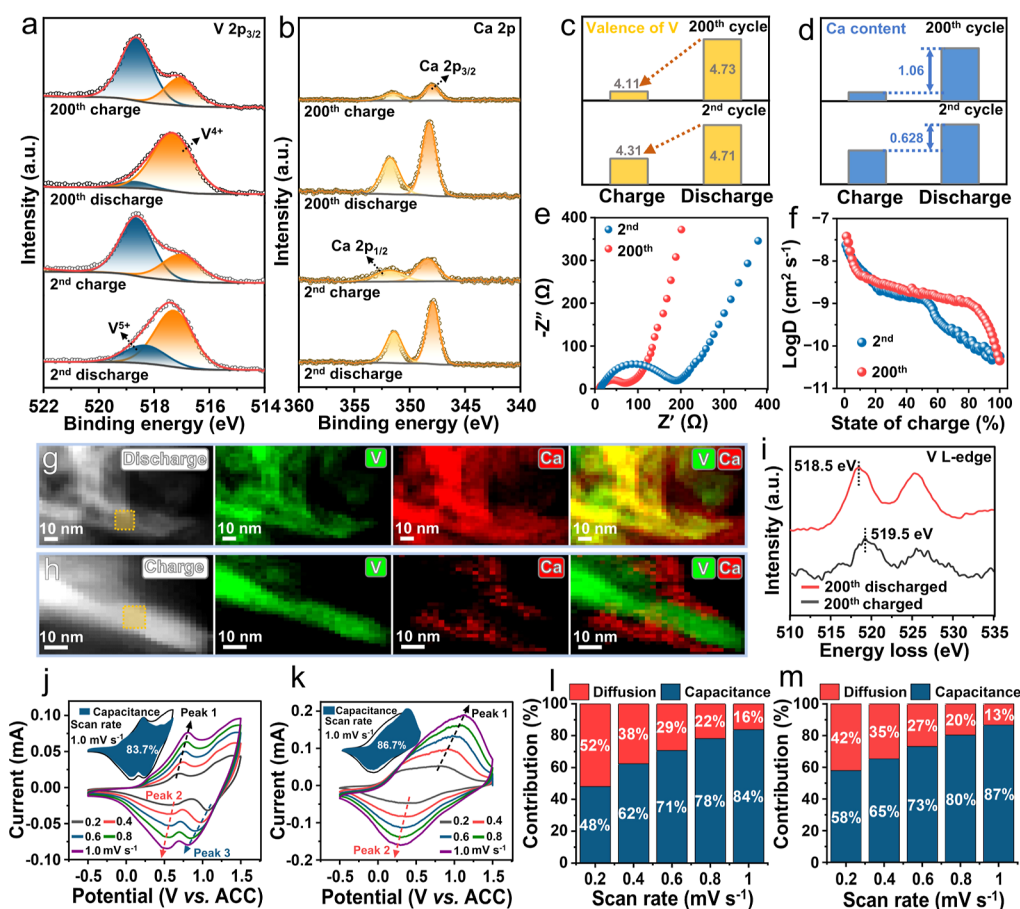 a
V 2p3/2
200th charge
V4+
200th discharge
2nd charge
V5+
2nd discharge
Intensity (a.u.)
522 520 518 516 514
Binding energy (eV)
b
Ca 2p
Ca 2p3/2
200th charge
200th discharge
Ca 2p1/2
2nd charge
2nd discharge
Intensity (a.u.)
360 355 350 345 340
Binding energy (eV)
c
Valence of V
200th cycle
4.11
4.73
2nd cycle
4.31
4.71
Charge Discharge
d
Ca content
200th cycle
1.06
2nd cycle
0.628
Charge Discharge
e
2nd
200th
-Z″ (Ω)
400
300
200
100
0
0 100 200 300 400
Z′ (Ω)
f
LogD (cm2 s-1)
−7
−8
−9
−10
−11
2nd
200th
0 20 40 60 80 100
State of charge (%)
g
Discharge
10 nm
V
10 nm
Ca
10 nm
V Ca
10 nm
h
Charge
10 nm
V
10 nm
Ca
10 nm
V Ca
10 nm
i
V L-edge
518.5 eV
519.5 eV
200th discharged
200th charged
Intensity (a.u.)
510 515 520 525 530 535
Energy loss (eV)
j
Capacitance
Scan rate
1.0 mV s-1
83.7%
Peak 1
Peak 2
Peak 3
0.2 0.4
0.6 0.8
1.0 mV s-1
Current (mA)
0.10
0.05
0.00
-0.05
-0.10
-0.5 0.0 0.5 1.0 1.5
Potential (V vs. ACC)
k
Capacitance
Scan rate
1.0 mV s-1
86.7%
Peak 1
Peak 2
0.2 0.4
0.6 0.8
1.0 mV s-1
Current (mA)
0.2
0.1
0.0
-0.1
-0.2
-0.5 0.0 0.5 1.0 1.5
Potential (V vs. ACC)
l
Diffusion Capacitance
Contribution (%)
100
80
60
40
20
0
52% 38% 29% 22% 16%
48% 62% 71% 78% 84%
0.2 0.4 0.6 0.8 1
Scan rate (mV s-1)
m
Diffusion Capacitance
Contribution (%)
100
80
60
40
20
0
42% 35% 27% 20% 13%
58% 65% 73% 80% 87%
0.2 0.4 0.6 0.8 1
Scan rate (mV s-1)